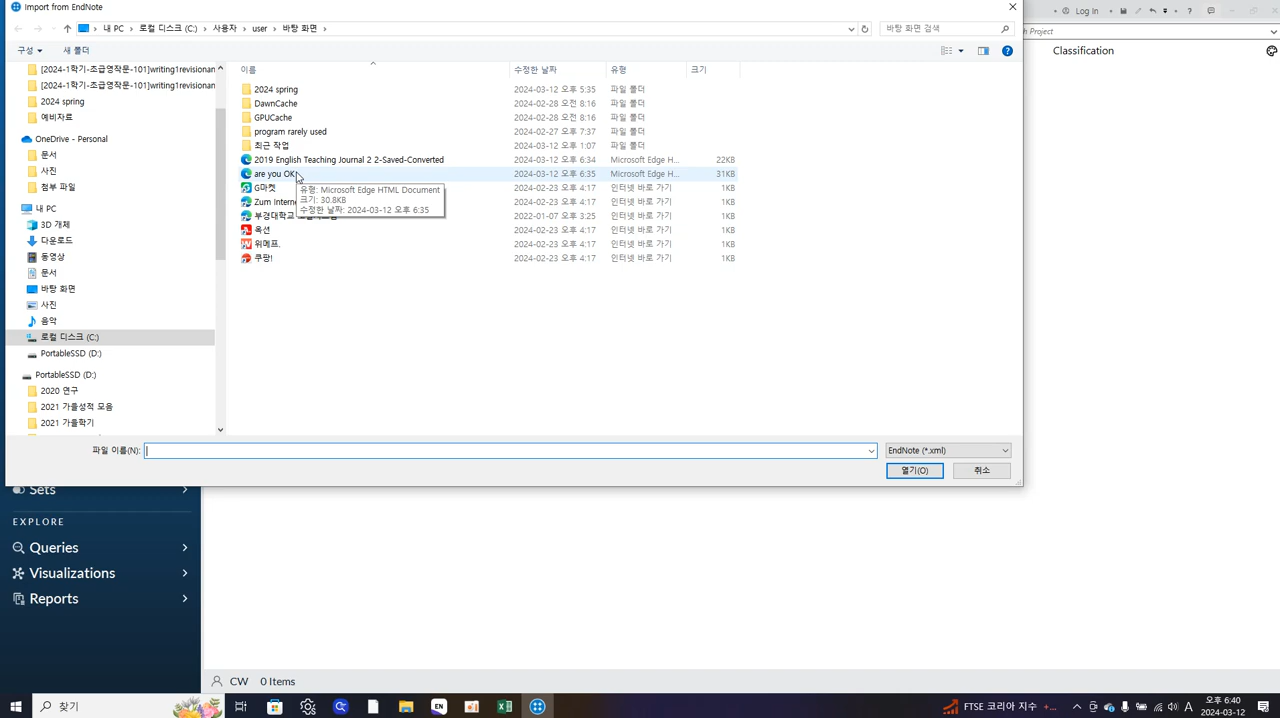 Import from EndNote
내 PC > 로컬 디스크 (C:) > 사용자 > user > 바탕 화면 >
바탕 화면 검색
구성
새 폴더
[2024-1학기-초급영작문-101]writing1revisionan
[2024-1학기-초급영작문-101]writing1revisionan
2024 spring
예비자료
OneDrive - Personal
문서
사진
첨부 파일
내 PC
3D 개체
다운로드
동영상
문서
바탕 화면
사진
음악
로컬 디스크 (C:)
PortableSSD (D:)
PortableSSD (D:)
2020 연구
2021 가을성적 모음
2021 가을학기
이름 수정한 날짜 유형 크기
2024 spring 2024-03-12 오후 5:35 파일 폴더
DawnCache 2024-02-28 오전 8:16 파일 폴더
GPUCache 2024-02-28 오전 8:16 파일 폴더
program rarely used 2024-02-27 오후 7:37 파일 폴더
최근 작업 2024-03-12 오후 1:07 파일 폴더
2019 English Teaching Journal 2 2-Saved-Converted 2024-03-12 오후 6:34 Microsoft Edge H... 22KB
are you OK 2024-03-12 오후 6:35 Microsoft Edge H... 31KB
G마켓 2024-02-23 오후 4:17 인터넷 바로 가기 1KB
Zum Interne 2024-02-23 오후 4:17 인터넷 바로 가기 1KB
부경대학교 2022-01-07 오후 3:25 인터넷 바로 가기 1KB
옥션 2024-02-23 오후 4:17 인터넷 바로 가기 1KB
위메프. 2024-02-23 오후 4:17 인터넷 바로 가기 1KB
쿠팡! 2024-02-23 오후 4:17 인터넷 바로 가기 1KB
유형: Microsoft Edge HTML Document
크기: 30.8KB
수정한 날짜: 2024-03-12 오후 6:35
파일 이름(N):
EndNote (*.xml)
열기(O)
취소
Log In
A
h Project
Classification
Sets
EXPLORE
Queries
Visualizations
Reports
CW 0 Items
찾기
EN
FTSE 코리아 지수 +...
A
오후 6:40
2024-03-12